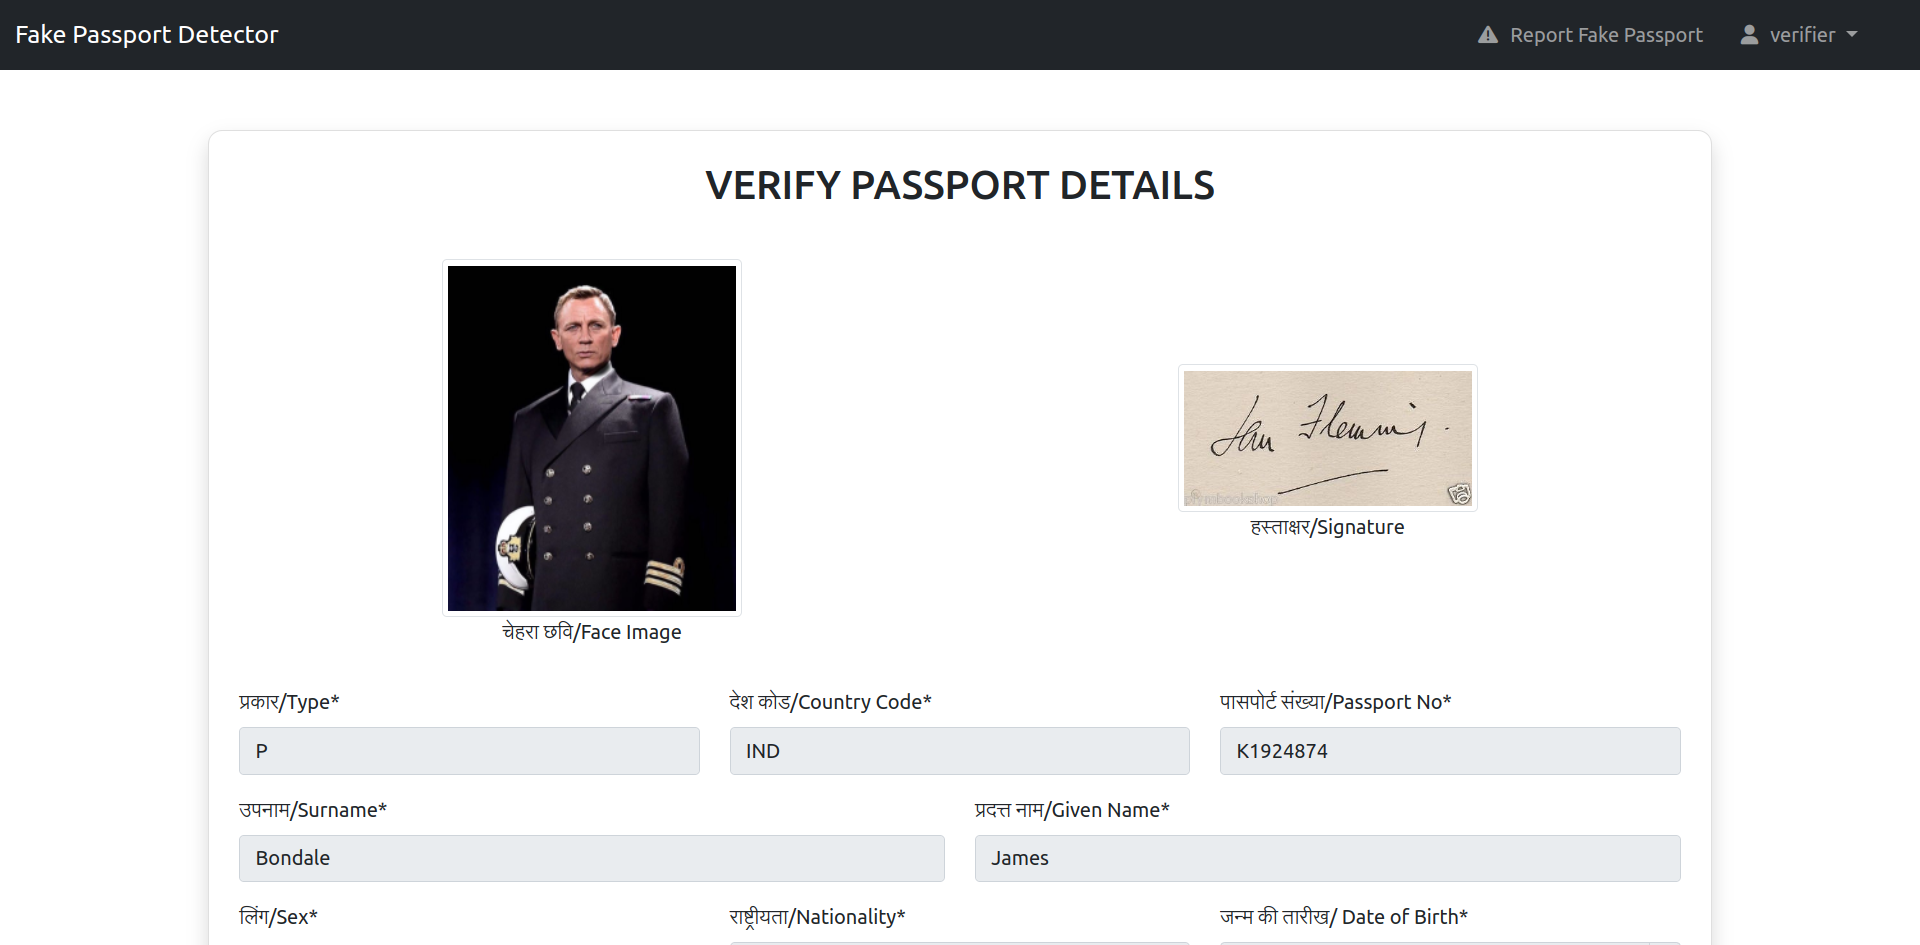 Fake Passport Detector
Report Fake Passport
verifier
VERIFY PASSPORT DETAILS
Ian Fleming.
plymbookshop
चेहरा छवि/Face Image
हस्ताक्षर/Signature
प्रकार/Type*
देश कोड/Country Code*
पासपोर्ट संख्या/Passport No*
P
IND
K1924874
उपनाम/Surname*
प्रदत्त नाम/Given Name*
Bondale
James
लिंग/Sex*
राष्ट्रीयता/Nationality*
जन्म की तारीख/ Date of Birth*